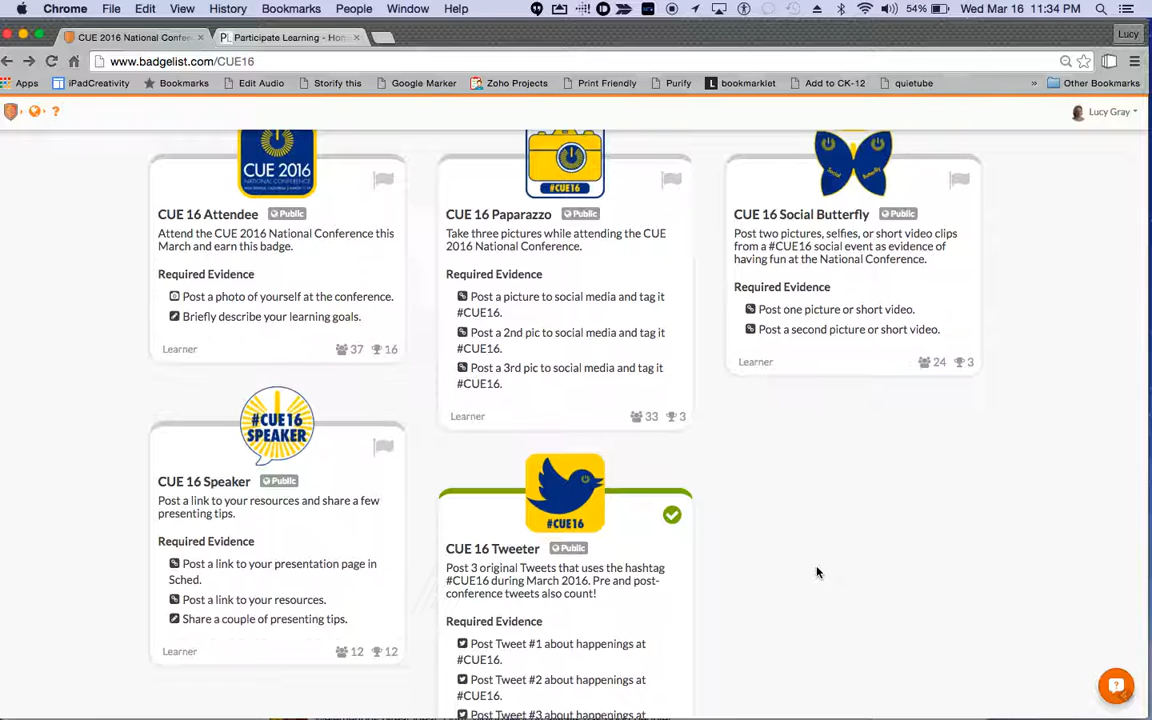 Chrome File Edit View History Bookmarks People Window Help 54% Wed Mar 16 11:34 PM
CUE 2016 National Confer Participate Learning - Hon Lucy
www.badgelist.com/CUE16
Apps iPadCreativity Bookmarks Edit Audio Storify this Google Marker Zoho Projects Print Friendly Purify bookmarklet Add to CK-12 quietube » Other Bookmarks
? Lucy Gray
CUE 2016
#CUE16
Social Butterfly
CUE 16 Attendee Public
Attend the CUE 2016 National Conference this
March and earn this badge.
Required Evidence
Post a photo of yourself at the conference.
Briefly describe your learning goals.
Learner 37 16
CUE 16 Paparazzo Public
Take three pictures while attending the CUE
2016 National Conference.
Required Evidence
Post a picture to social media and tag it
#CUE16.
Post a 2nd pic to social media and tag it
#CUE16.
Post a 3rd pic to social media and tag it
#CUE16.
Learner 33 3
CUE 16 Social Butterfly Public
Post two pictures, selfies, or short video clips
from a #CUE16 social event as evidence of
having fun at the National Conference.
Required Evidence
Post one picture or short video.
Post a second picture or short video.
Learner 24 3
#CUE16
SPEAKER
CUE 16 Speaker Public
Post a link to your resources and share a few
presenting tips.
Required Evidence
Post a link to your presentation page in
Sched.
Post a link to your resources.
Share a couple of presenting tips.
Learner 12 12
#CUE16
CUE 16 Tweeter Public
Post 3 original Tweets that uses the hashtag
#CUE16 during March 2016. Pre and post-
conference tweets also count!
Required Evidence
Post Tweet #1 about happenings at
#CUE16.
Post Tweet #2 about happenings at
#CUE16.
Post Tweet #3 about happenings at